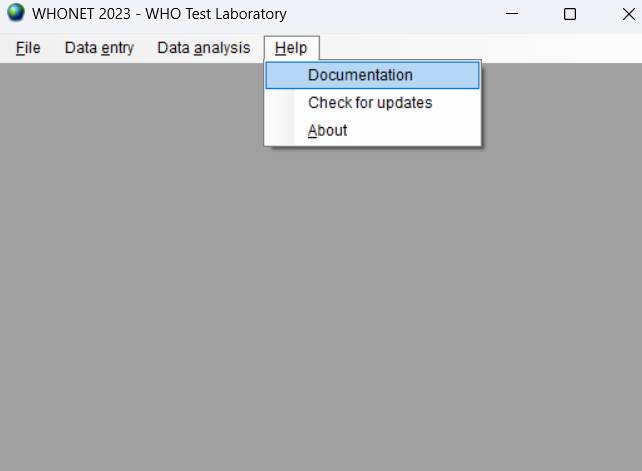 WHONET 2023 - WHO Test Laboratory
File Data entry Data analysis Help
Documentation
Check for updates
About